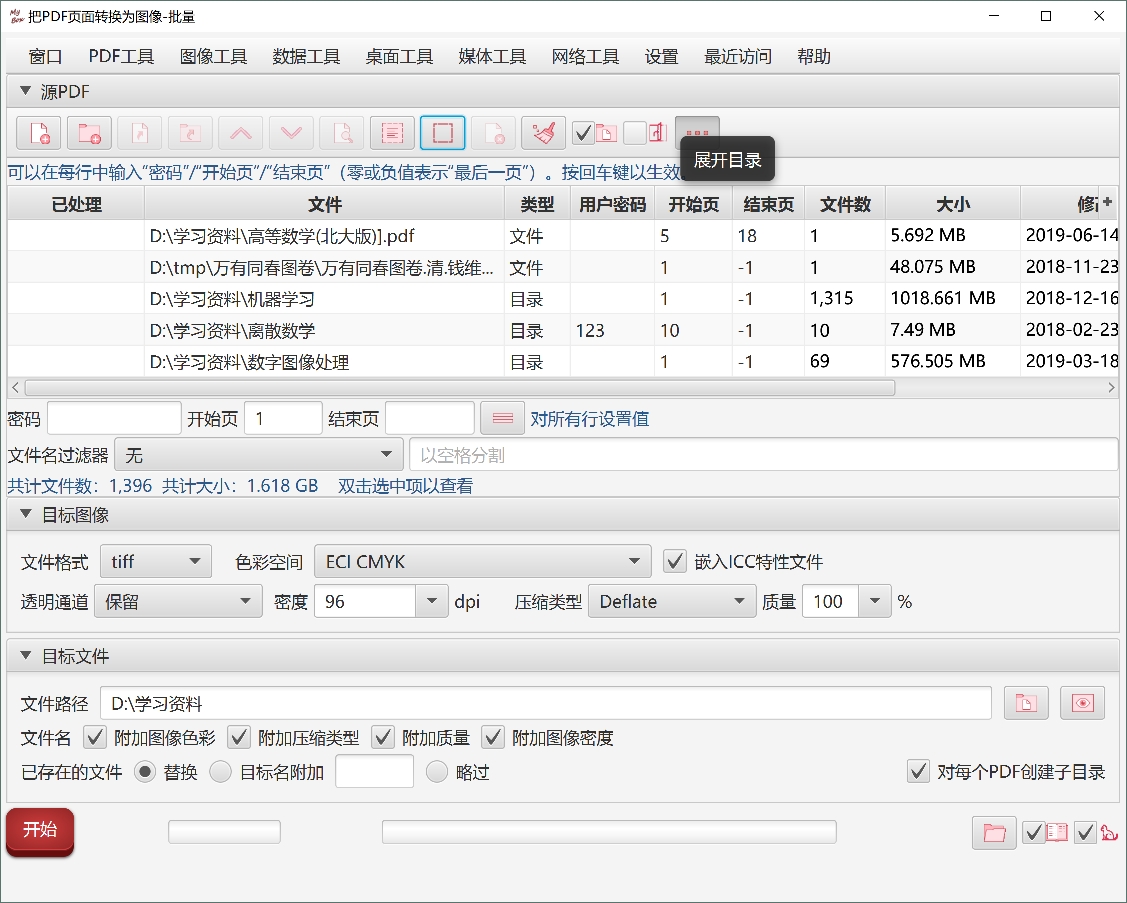 My Box 把PDF页面转换为图像-批量
窗口 PDF工具 图像工具 数据工具 桌面工具 媒体工具 网络工具 设置 最近访问 帮助
源PDF
展开目录
可以在每行中输入"密码"/"开始页"/"结束页"（零或负值表示"最后一页"）。按回车键以生效
已处理 文件 类型 用户密码 开始页 结束页 文件数 大小 +
D:\学习资料\高等数学(北大版)].pdf 文件 5 18 1 5.692 MB 2019-06-14
D:\tmp\万有同春图卷\万有同春图卷.清.钱维... 文件 1 -1 1 48.075 MB 2018-11-23
D:\学习资料\机器学习 目录 1 -1 1,315 1018.661 MB 2018-12-16
D:\学习资料\离散数学 目录 123 10 -1 10 7.49 MB 2018-02-23
D:\学习资料\数字图像处理 目录 1 -1 69 576.505 MB 2019-03-18
密码 开始页 1 结束页 对所有行设置值
文件名过滤器 无 以空格分割
共计文件数：1,396 共计大小：1.618 GB 双击选中项以查看
目标图像
文件格式 tiff 色彩空间 ECI CMYK 嵌入ICC特性文件
透明通道 保留 密度 96 dpi 压缩类型 Deflate 质量 100 %
目标文件
文件路径 D:\学习资料
文件名 附加图像色彩 附加压缩类型 附加质量 附加图像密度
已存在的文件 替换 目标名附加 略过 对每个PDF创建子目录
开始